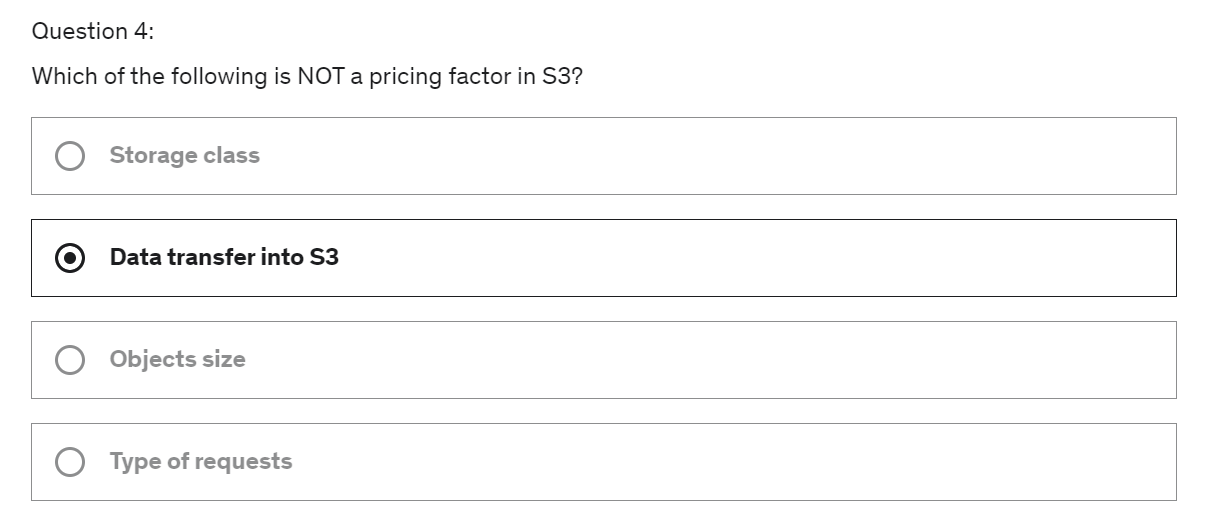 Question 4:
Which of the following is NOT a pricing factor in S3?
Storage class
Data transfer into S3
Objects size
Type of requests